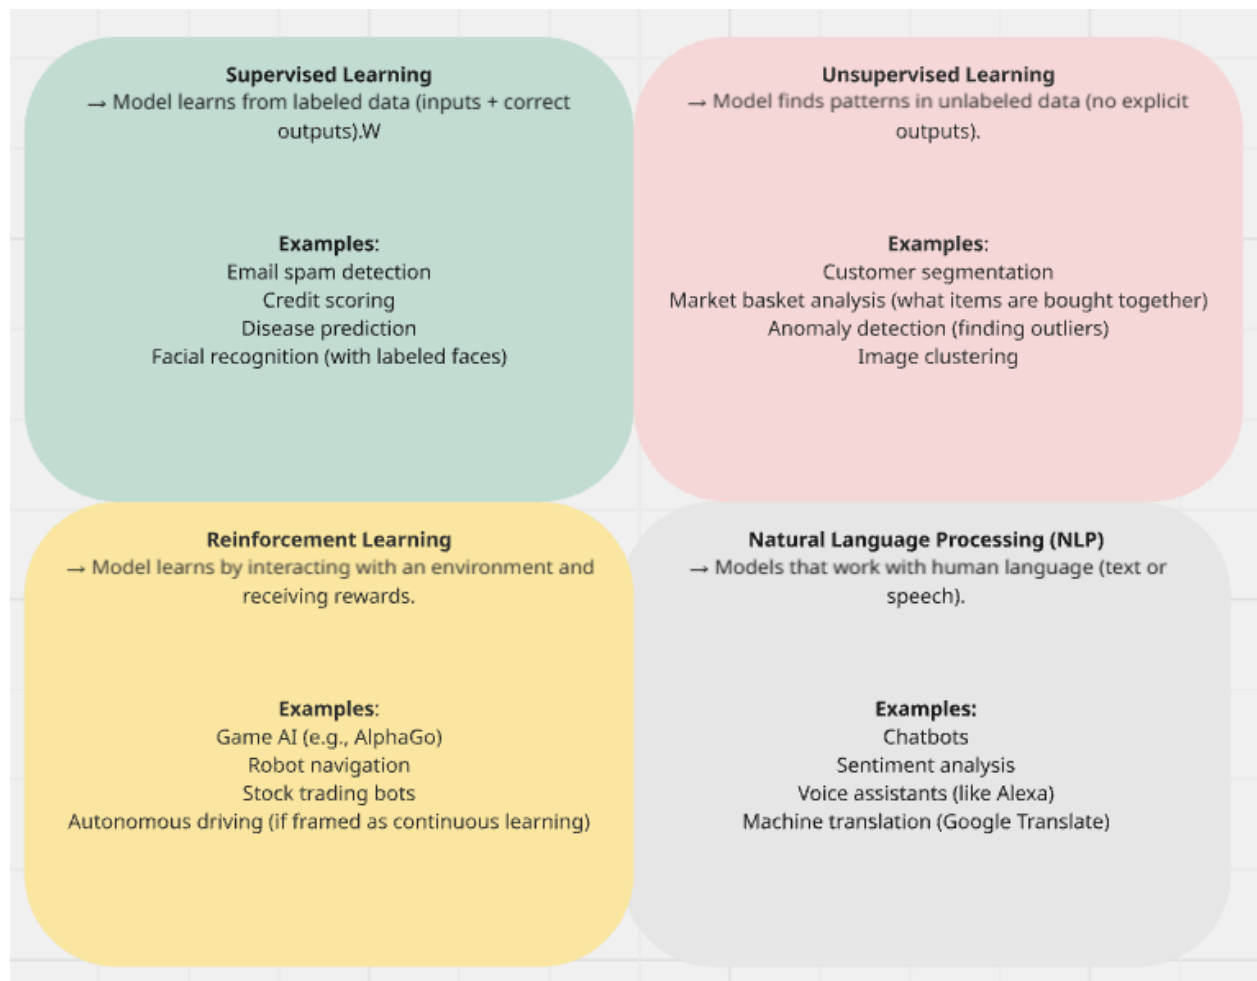 Supervised Learning
→ Model learns from labeled data (inputs + correct
outputs).W
Examples:
Email spam detection
Credit scoring
Disease prediction
Facial recognition (with labeled faces)
Unsupervised Learning
→ Model finds patterns in unlabeled data (no explicit
outputs).
Examples:
Customer segmentation
Market basket analysis (what items are bought together)
Anomaly detection (finding outliers)
Image clustering
Reinforcement Learning
→ Model learns by interacting with an environment and
receiving rewards.
Examples:
Game AI (e.g., AlphaGo)
Robot navigation
Stock trading bots
Autonomous driving (if framed as continuous learning)
Natural Language Processing (NLP)
→ Models that work with human language (text or
speech).
Examples:
Chatbots
Sentiment analysis
Voice assistants (like Alexa)
Machine translation (Google Translate)